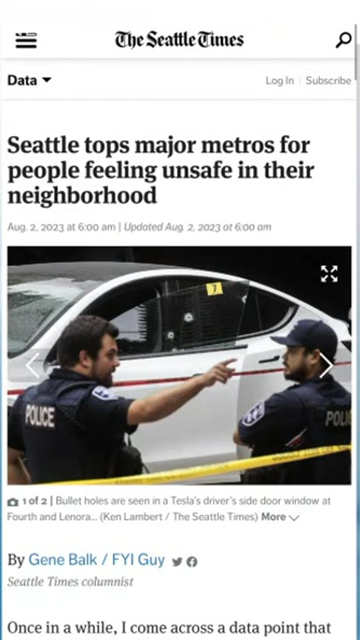 The Seattle Times
Data
Log In | Subscribe
Seattle tops major metros for
people feeling unsafe in their
neighborhood
Aug. 2, 2023 at 6:00 am | Updated Aug. 2, 2023 at 6:00 am
7
POLICE
POLI
1 of 2 | Bullet holes are seen in a Tesla's driver's side door window at
Fourth and Lenora... (Ken Lambert / The Seattle Times) More
By Gene Balk / FYI Guy
Seattle Times columnist
Once in a while, I come across a data point that